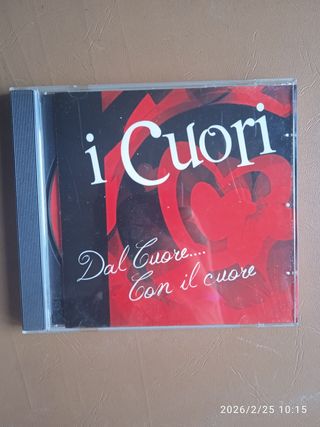 i Cuori
Dal Cuore....
Con il cuore
2026/2/25 10:15